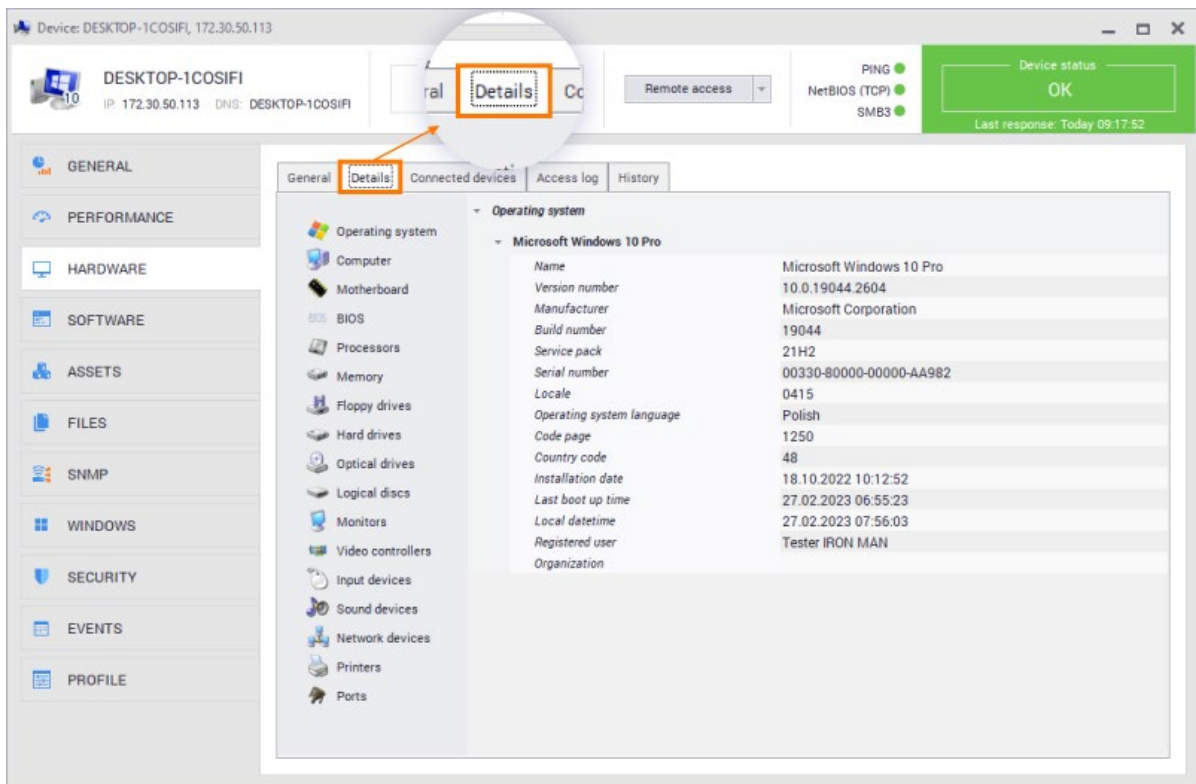 Device: DESKTOP-1COSIFI, 172.30.50.113
DESKTOP-1COSIFI
IP: 172.30.50.113 DNS: DESKTOP-1COSIFI
ral Details Co
Remote access
PING
NetBIOS (TCP)
SMB3
Device status
OK
Last response: Today 09:17:52
GENERAL
PERFORMANCE
HARDWARE
SOFTWARE
ASSETS
FILES
SNMP
WINDOWS
SECURITY
EVENTS
PROFILE
General Details Connected devices Access log History
Operating system
Computer
Motherboard
BIOS BIOS
Processors
Memory
Floppy drives
Hard drives
Optical drives
Logical discs
Monitors
Video controllers
Input devices
Sound devices
Network devices
Printers
Ports
Operating system
Microsoft Windows 10 Pro
Name Microsoft Windows 10 Pro
Version number 10.0.19044.2604
Manufacturer Microsoft Corporation
Build number 19044
Service pack 21H2
Serial number 00330-80000-00000-AA982
Locale 0415
Operating system language Polish
Code page 1250
Country code 48
Installation date 18.10.2022 10:12:52
Last boot up time 27.02.2023 06:55:23
Local datetime 27.02.2023 07:56:03
Registered user Tester IRON MAN
Organization